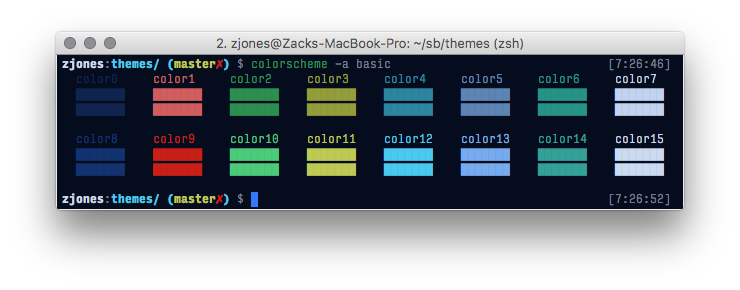 2. zjones@Zacks-MacBook-Pro: ~/sb/themes (zsh)
zjones:themes/ (master✗) $ colorscheme -a basic [7:26:46]
color0 color1 color2 color3 color4 color5 color6 color7
color8 color9 color10 color11 color12 color13 color14 color15
zjones:themes/ (master✗) $ [7:26:52]